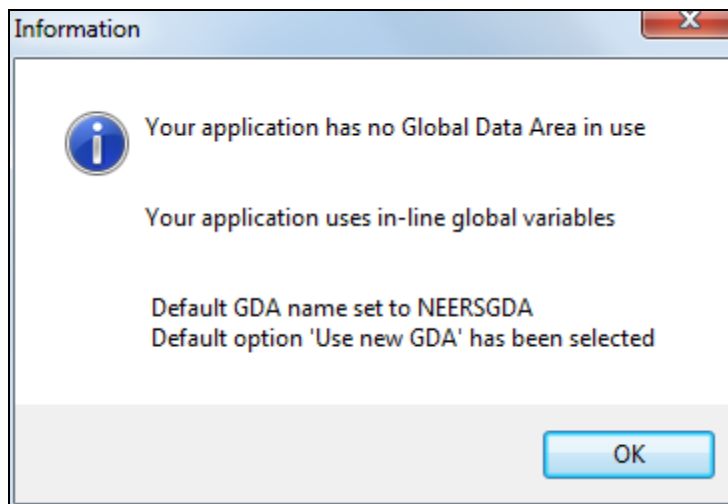 Information
Your application has no Global Data Area in use
Your application uses in-line global variables
Default GDA name set to NEERSGDA
Default option 'Use new GDA' has been selected
OK